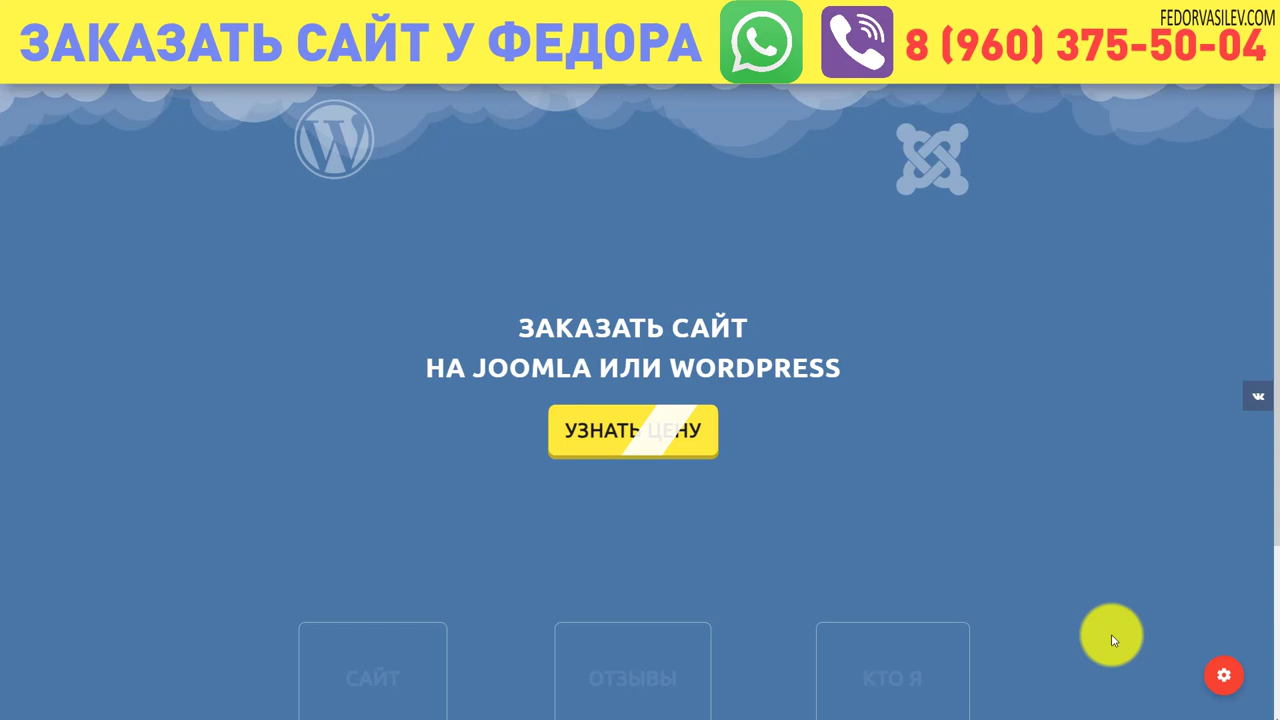 FEDORVASILEV.COM
ЗАКАЗАТЬ САЙТ У ФЕДОРА
8 (960) 375-50-04
ЗАКАЗАТЬ САЙТ
НА JOOMLA ИЛИ WORDPRESS
УЗНАТЬ ЦЕНУ
САЙТ
ОТЗЫВЫ
КТО Я